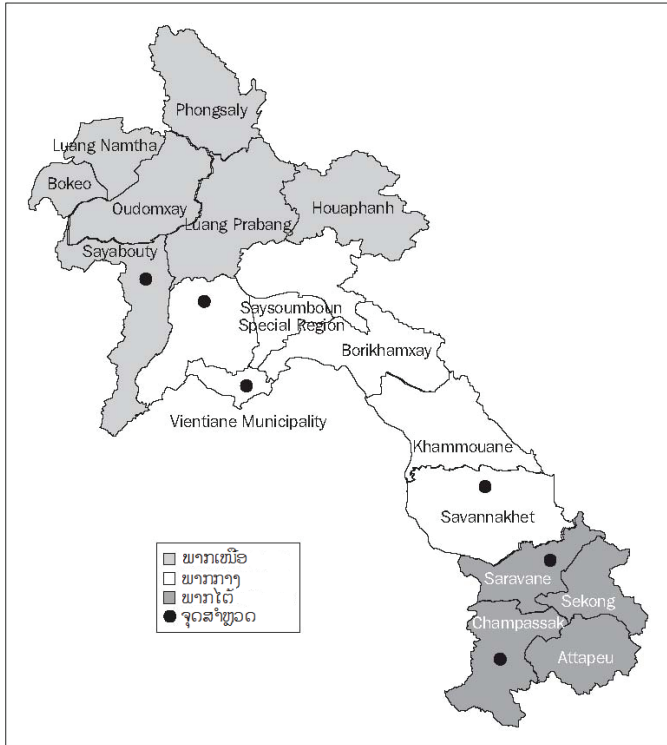 Phongsaly
Luang Namtha
Bokeo
Oudomxay
Luang Prabang
Houaphanh
Sayabouty
Saysoumboun
Special Region
Borikhamxay
Vientiane Municipality
Khammouane
Savannakhet
Saravane
Sekong
Champassak
Attapeu
ພາກເໜືອ
ພາກກາງ
ພາກໄຕ້
ຈຸດສຳຫຼວດ